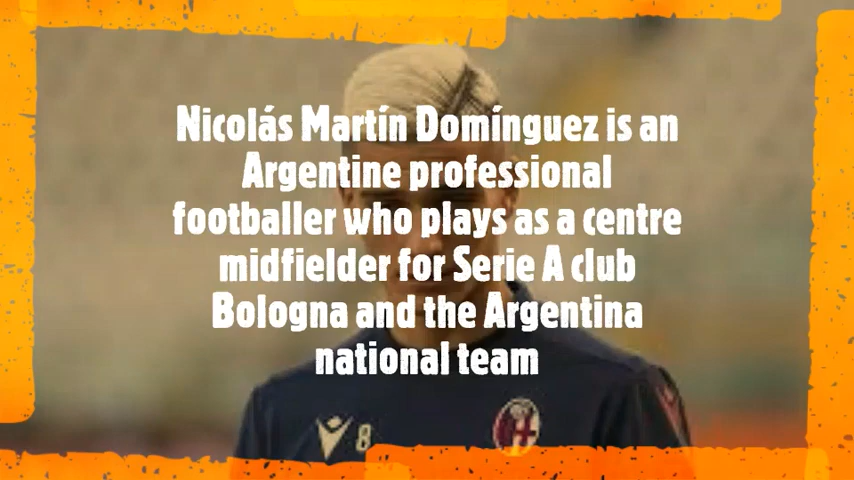 Nicolás Martín Domínguez is an
Argentine professional
footballer who plays as a centre
midfielder for Serie A club
Bologna and the Argentina
national team
8